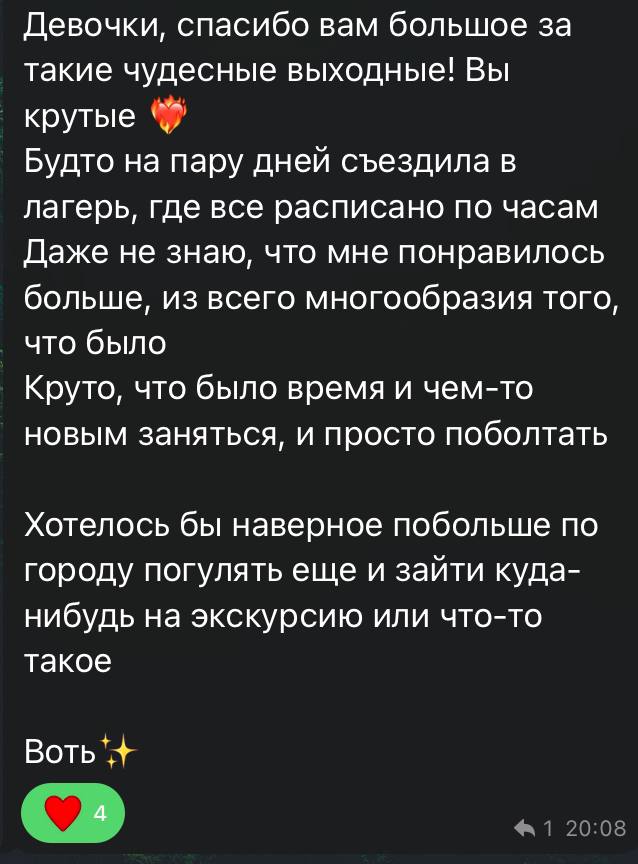 Девочки, спасибо вам большое за
такие чудесные выходные! Вы
крутые ❤️‍🔥
Будто на пару дней съездила в
лагерь, где все расписано по часам
Даже не знаю, что мне понравилось
больше, из всего многообразия того,
что было
Круто, что было время и чем-то
новым заняться, и просто поболтать
Хотелось бы наверное побольше по
городу погулять еще и зайти куда-
нибудь на экскурсию или что-то
такое
Воть✨
❤️ 4
1 20:08